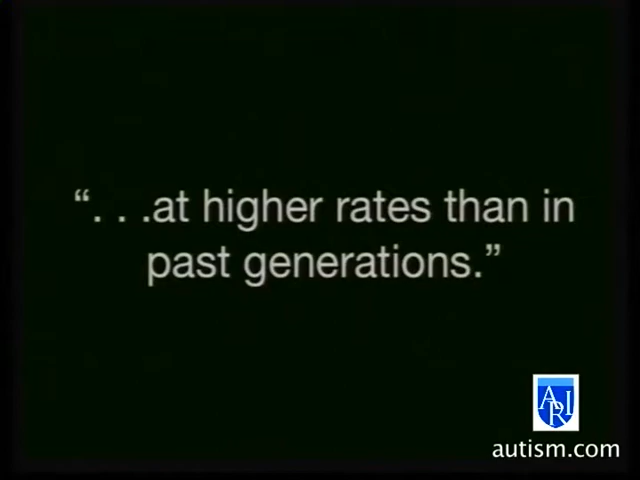 “. . .at higher rates than in
past generations.”
ARI
autism.com